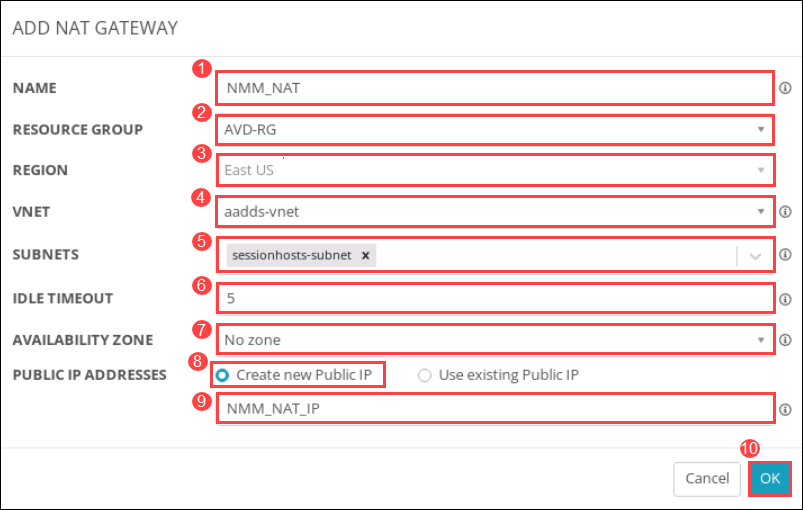 ADD NAT GATEWAY
1
NAME NMM_NAT
2
RESOURCE GROUP AVD-RG
3
REGION East US
4
VNET aadds-vnet
5
SUBNETS sessionhosts-subnet x
6
IDLE TIMEOUT 5
7
AVAILABILITY ZONE No zone
8
PUBLIC IP ADDRESSES Create new Public IP Use existing Public IP
9
NMM_NAT_IP
10
Cancel OK